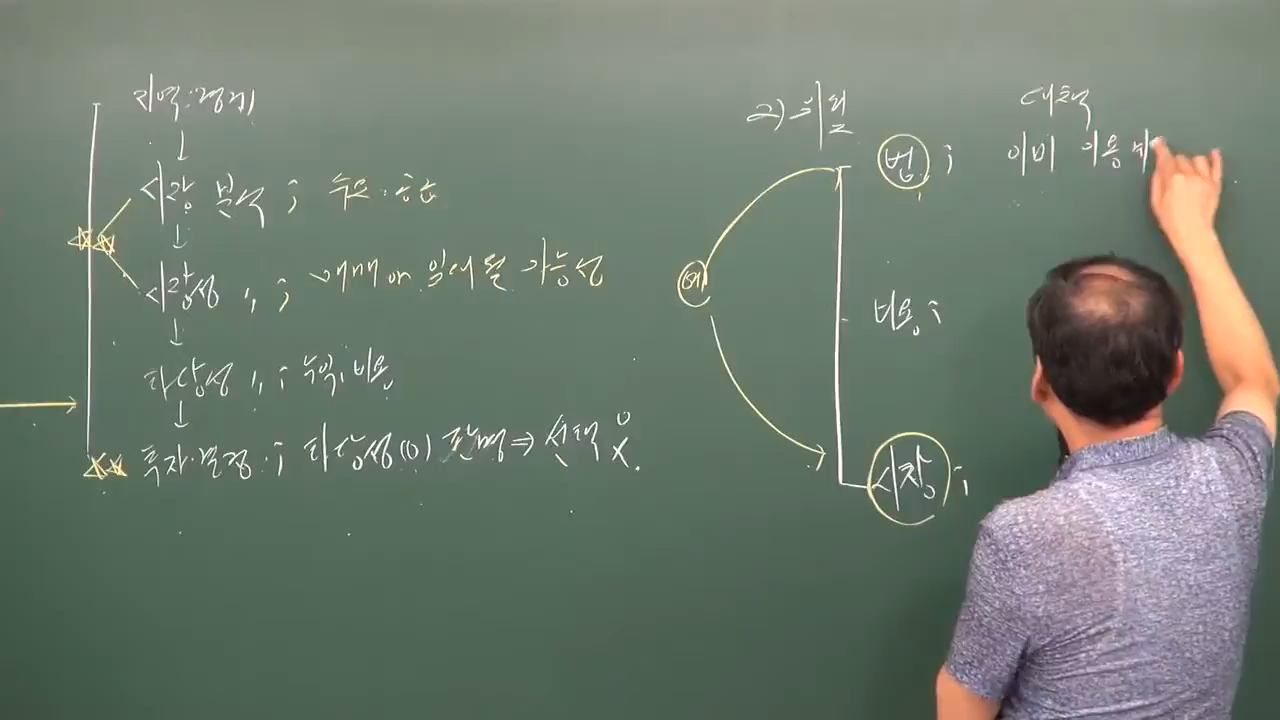 지역·경제
↓
시장 분석 ; 수요·공급
↓
시장성 〃 ; 매매 or 임대될 가능성
↓
타당성 〃 ; 수익, 비용
↓
투자·결정 ; 타당성(O) 판명 ⇒ 선택 O X.
2) 위험
법 ; 대책
이미 이용
예
비용 ;
시장 ;